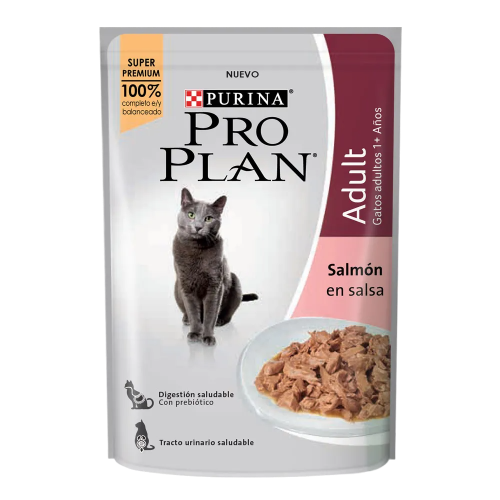 SUPER
PREMIUM
100%
completo e/y
balanceado
NUEVO
PURINA®
PRO
PLAN®
Adult
Gatos adultos 1+ Años
Salmón
en salsa
Digestión saludable
Con prebiótico
Tracto urinario saludable